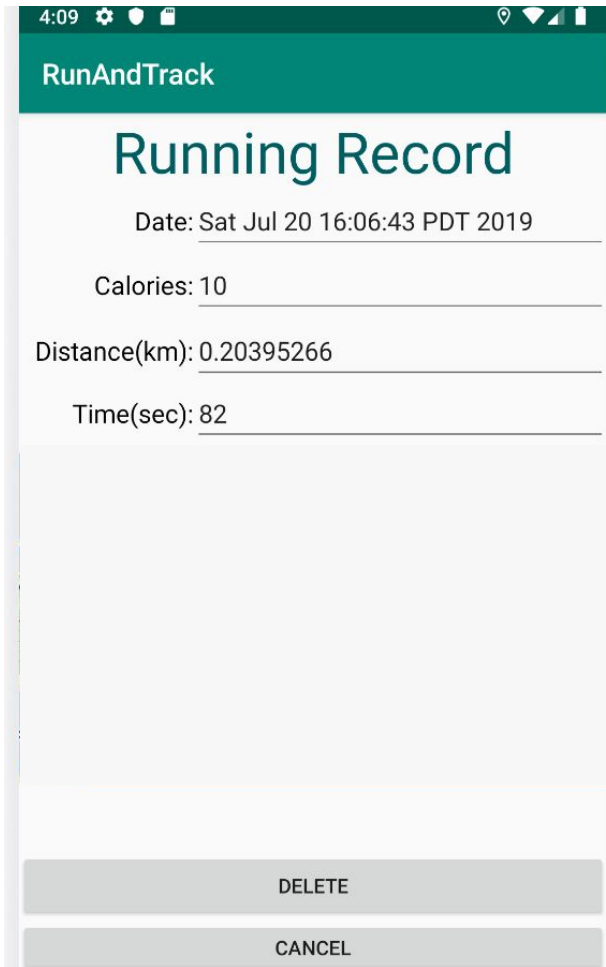 4:09
RunAndTrack
Running Record
Date: Sat Jul 20 16:06:43 PDT 2019
Calories: 10
Distance(km): 0.20395266
Time(sec): 82
DELETE
CANCEL